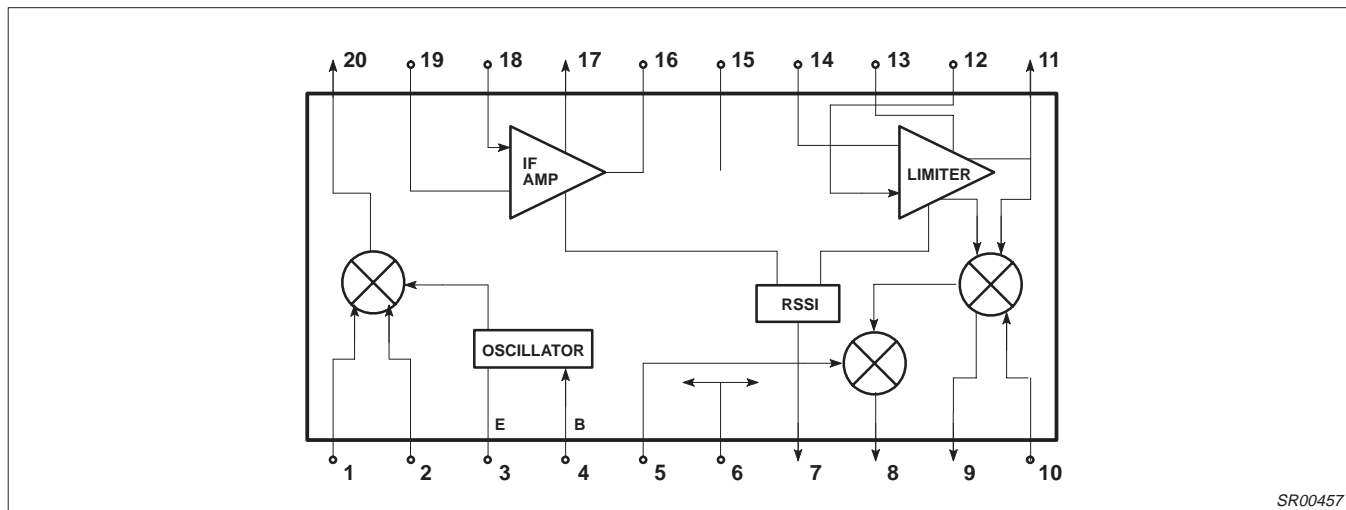 20 19 18 17 16 15 14 13 12 11
IF
AMP
LIMITER
RSSI
OSCILLATOR
E B
1 2 3 4 5 6 7 8 9 10
SR00457